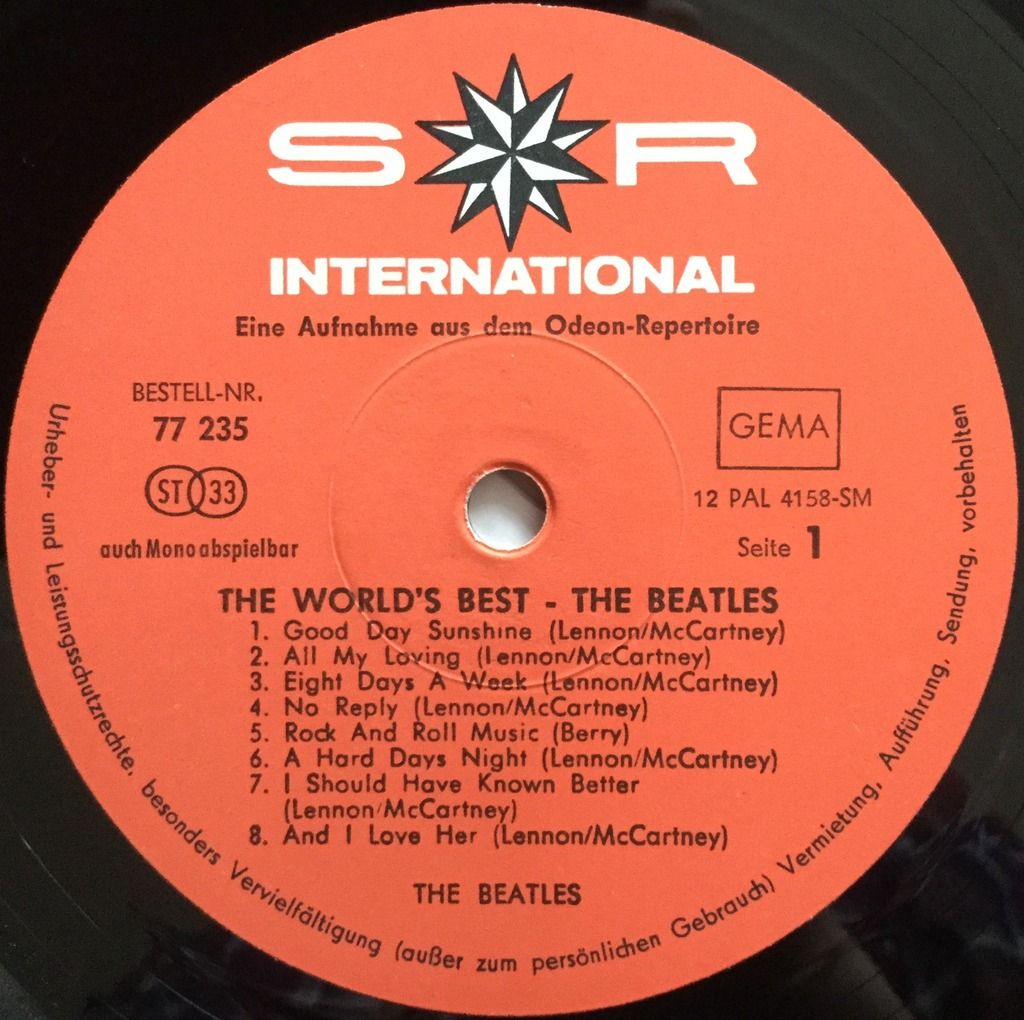 S R
INTERNATIONAL
Eine Aufnahme aus dem Odeon-Repertoire
BESTELL-NR.
77 235
ST 33
auch Mono abspielbar
GEMA
12 PAL 4158-SM
Seite 1
THE WORLD'S BEST - THE BEATLES
1. Good Day Sunshine (Lennon/McCartney)
2. All My Loving (Lennon/McCartney)
3. Eight Days A Week (Lennon/McCartney)
4. No Reply (Lennon/McCartney)
5. Rock And Roll Music (Berry)
6. A Hard Days Night (Lennon/McCartney)
7. I Should Have Known Better
(Lennon/McCartney)
8. And I Love Her (Lennon/McCartney)
THE BEATLES
Urheber- und Leistungsschutzrechte, besonders Vervielfältigung (außer zum persönlichen Gebrauch) Vermietung, Aufführung, Sendung, vorbehalten